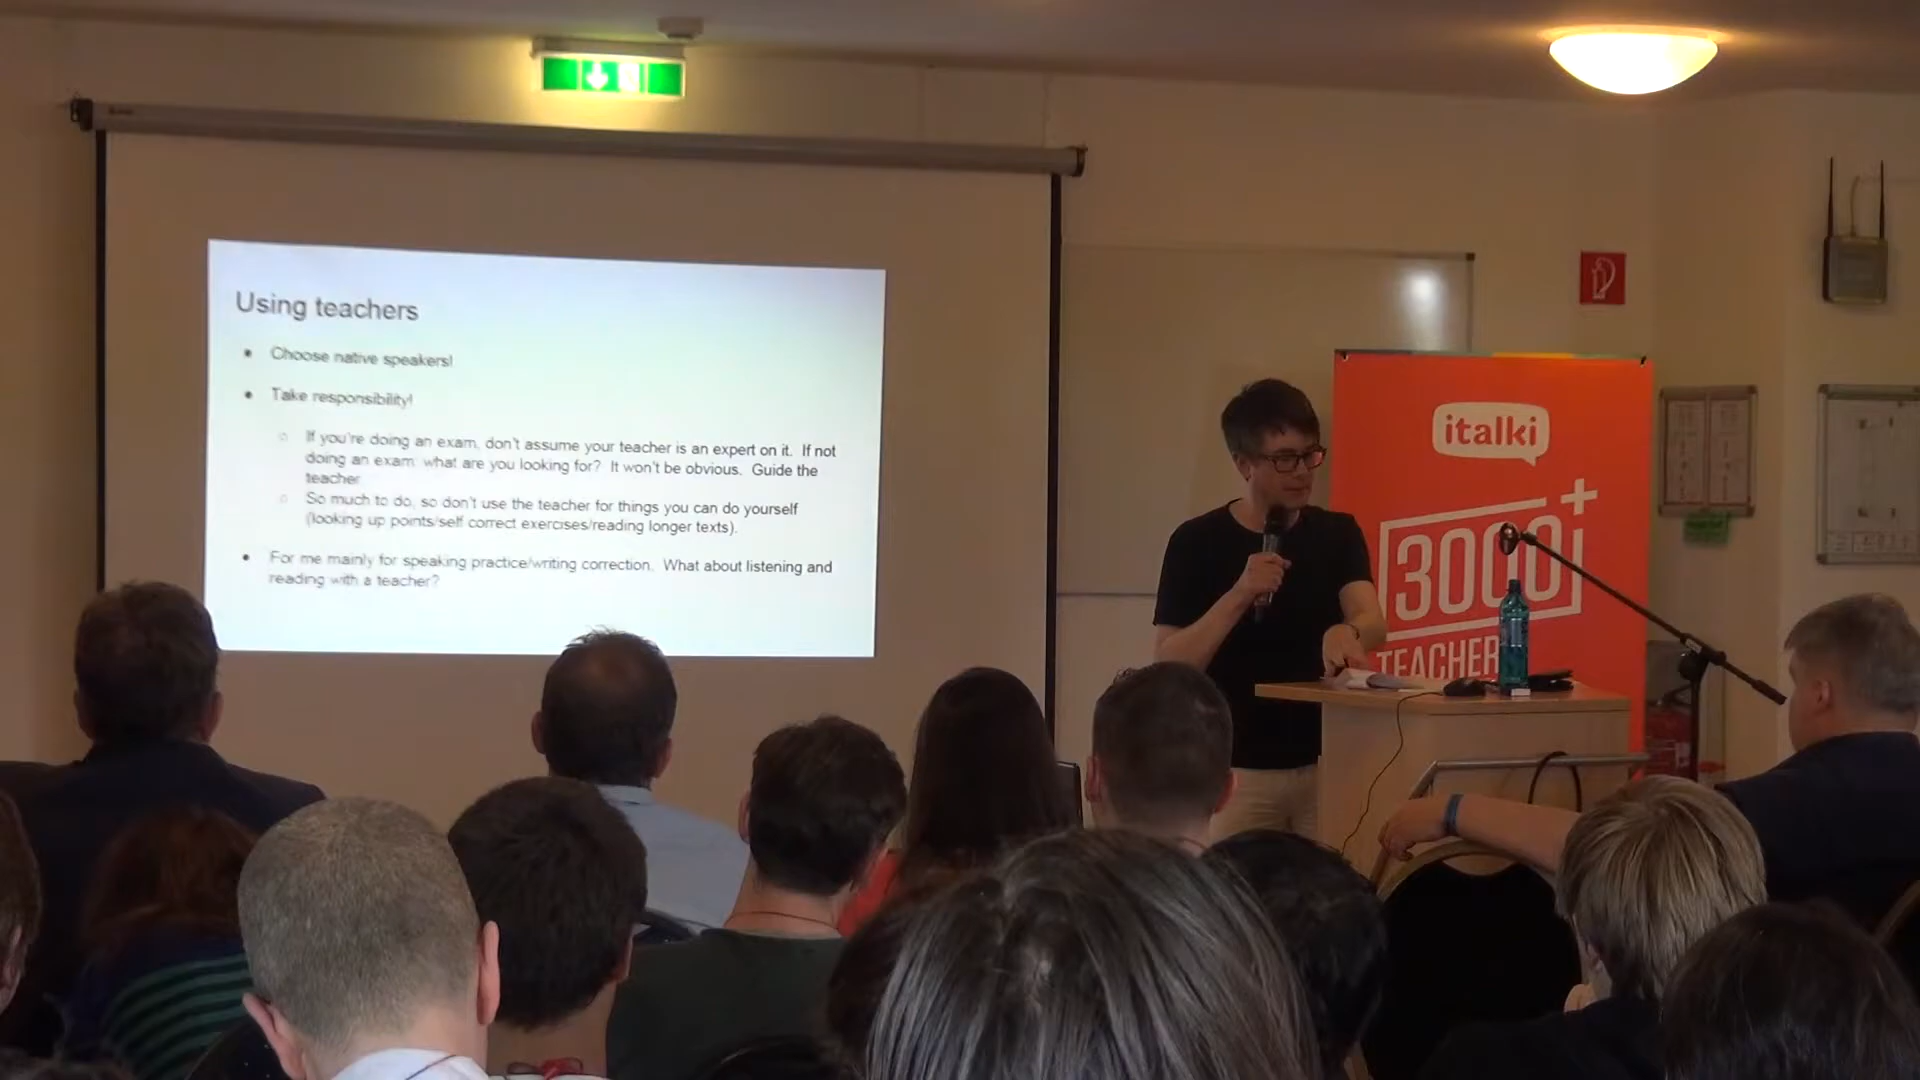 Using teachers
• Choose native speakers!
• Take responsibility!
○ If you're doing an exam, don't assume your teacher is an expert on it. If not
doing an exam: what are you looking for? It won't be obvious. Guide the
teacher
○ So much to do, so don't use the teacher for things you can do yourself
(looking up points/self correct exercises/reading longer texts).
• For me mainly for speaking practice/writing correction. What about listening and
reading with a teacher?
italki
3000+
TEACHER